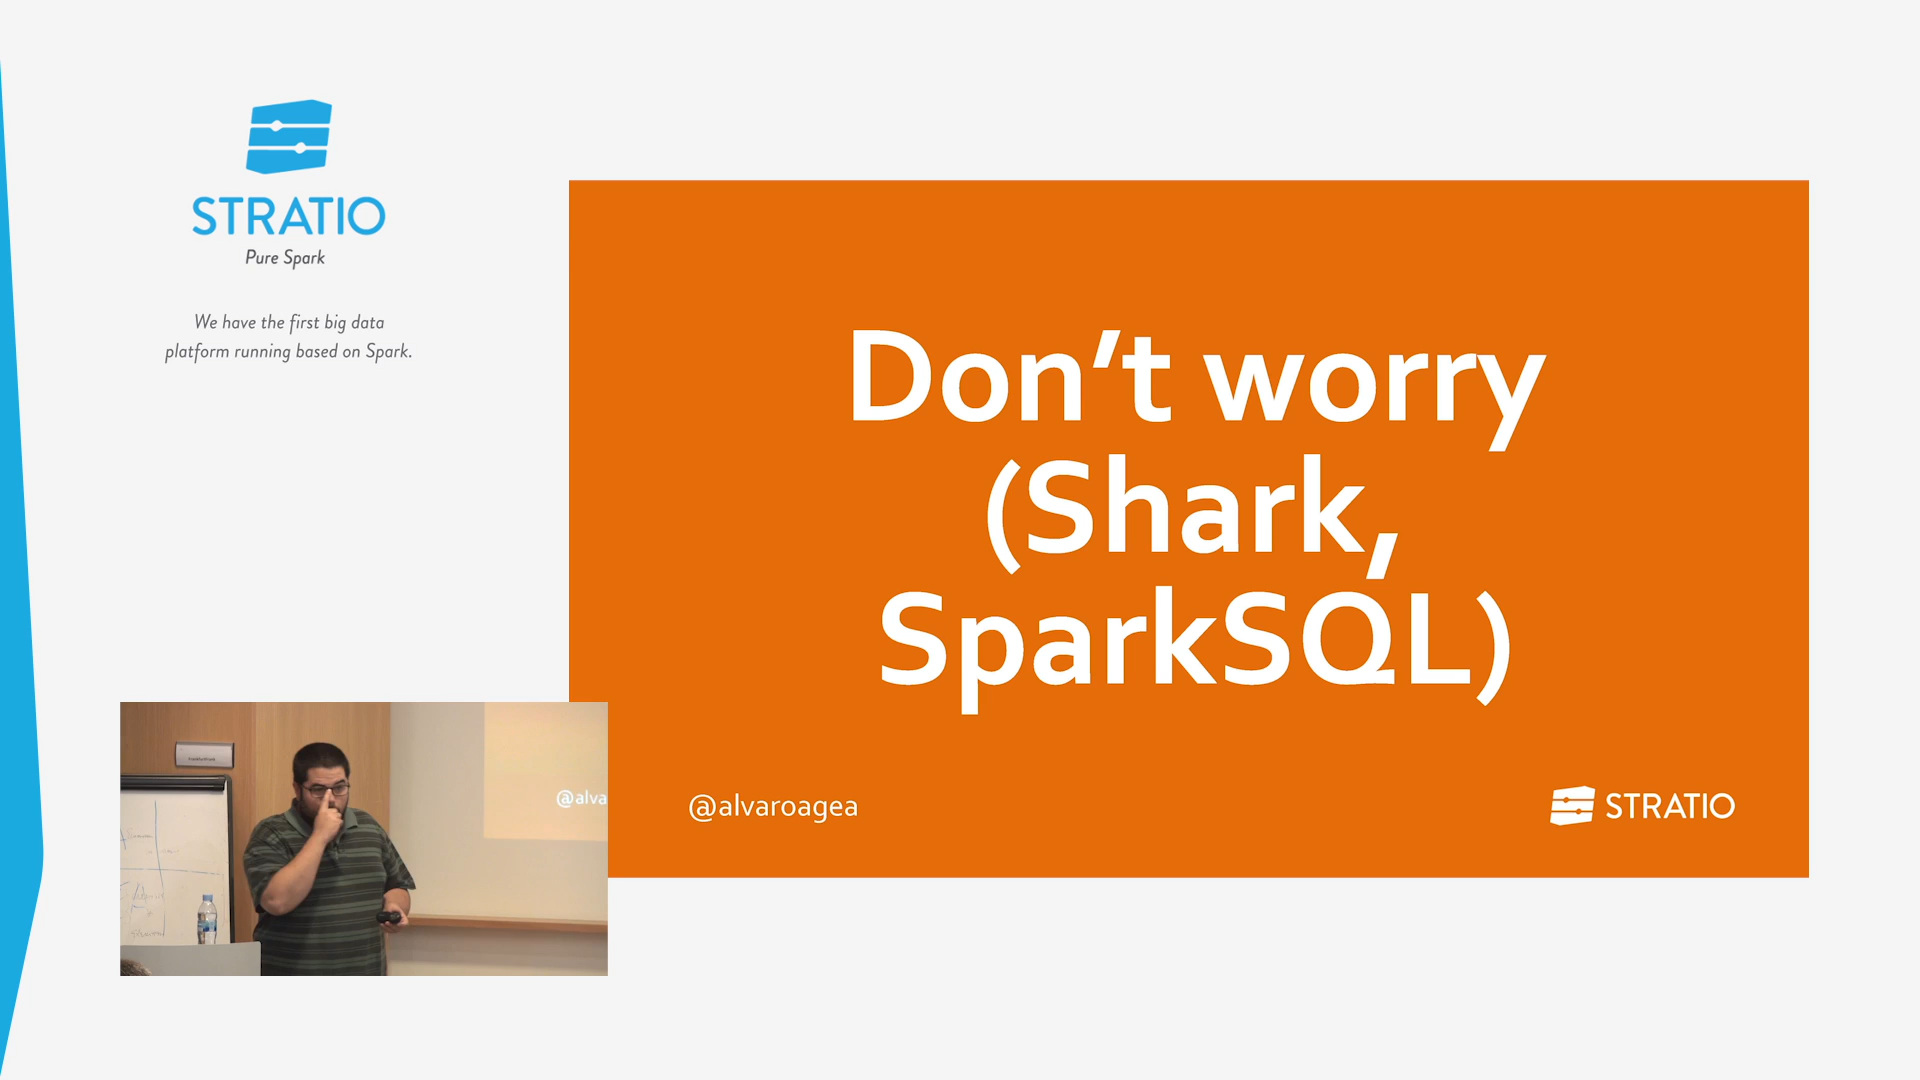 STRATIO
Pure Spark
We have the first big data
platform running based on Spark.
Don’t worry
(Shark,
SparkSQL)
@alvaroagea
STRATIO
@alva